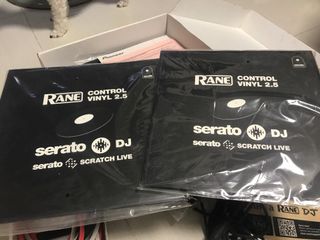 Pioneer
RANE CONTROL
VINYL 2.5
serato DJ
serato SCRATCH LIVE
RANE CONTROL
VINYL 2.5
serato DJ
serato SCRATCH LIVE
RANE DJ